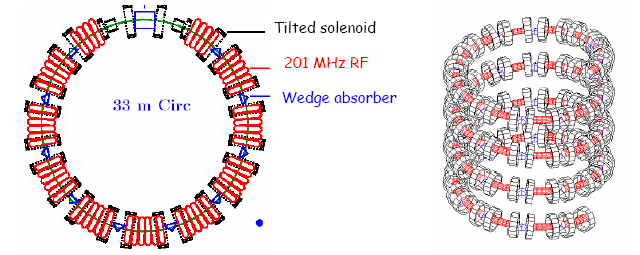 Tilted solenoid
201 MHz RF
Wedge absorber
33 m Circ